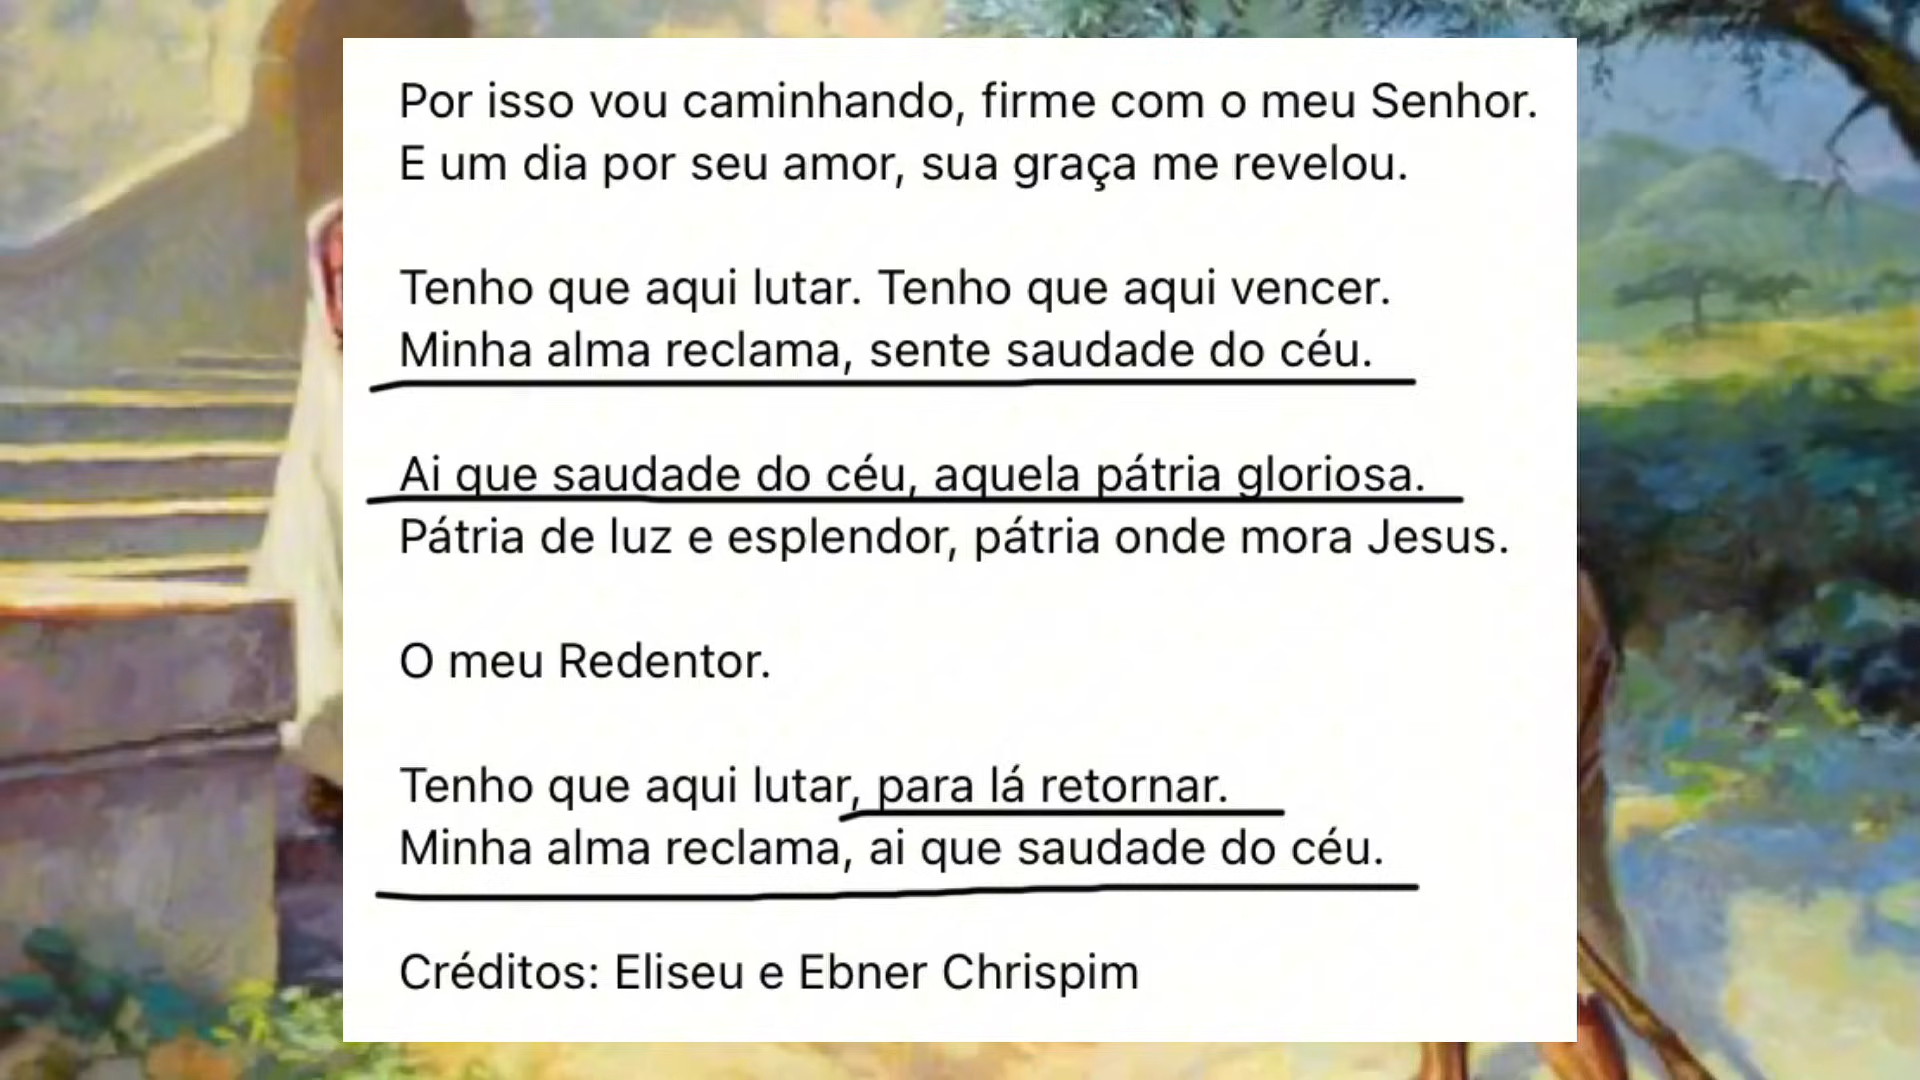 Por isso vou caminhando, firme com o meu Senhor.
E um dia por seu amor, sua graça me revelou.
Tenho que aqui lutar. Tenho que aqui vencer.
Minha alma reclama, sente saudade do céu.
Ai que saudade do céu, aquela pátria gloriosa.
Pátria de luz e esplendor, pátria onde mora Jesus.
O meu Redentor.
Tenho que aqui lutar, para lá retornar.
Minha alma reclama, ai que saudade do céu.
Créditos: Eliseu e Ebner Chrispim